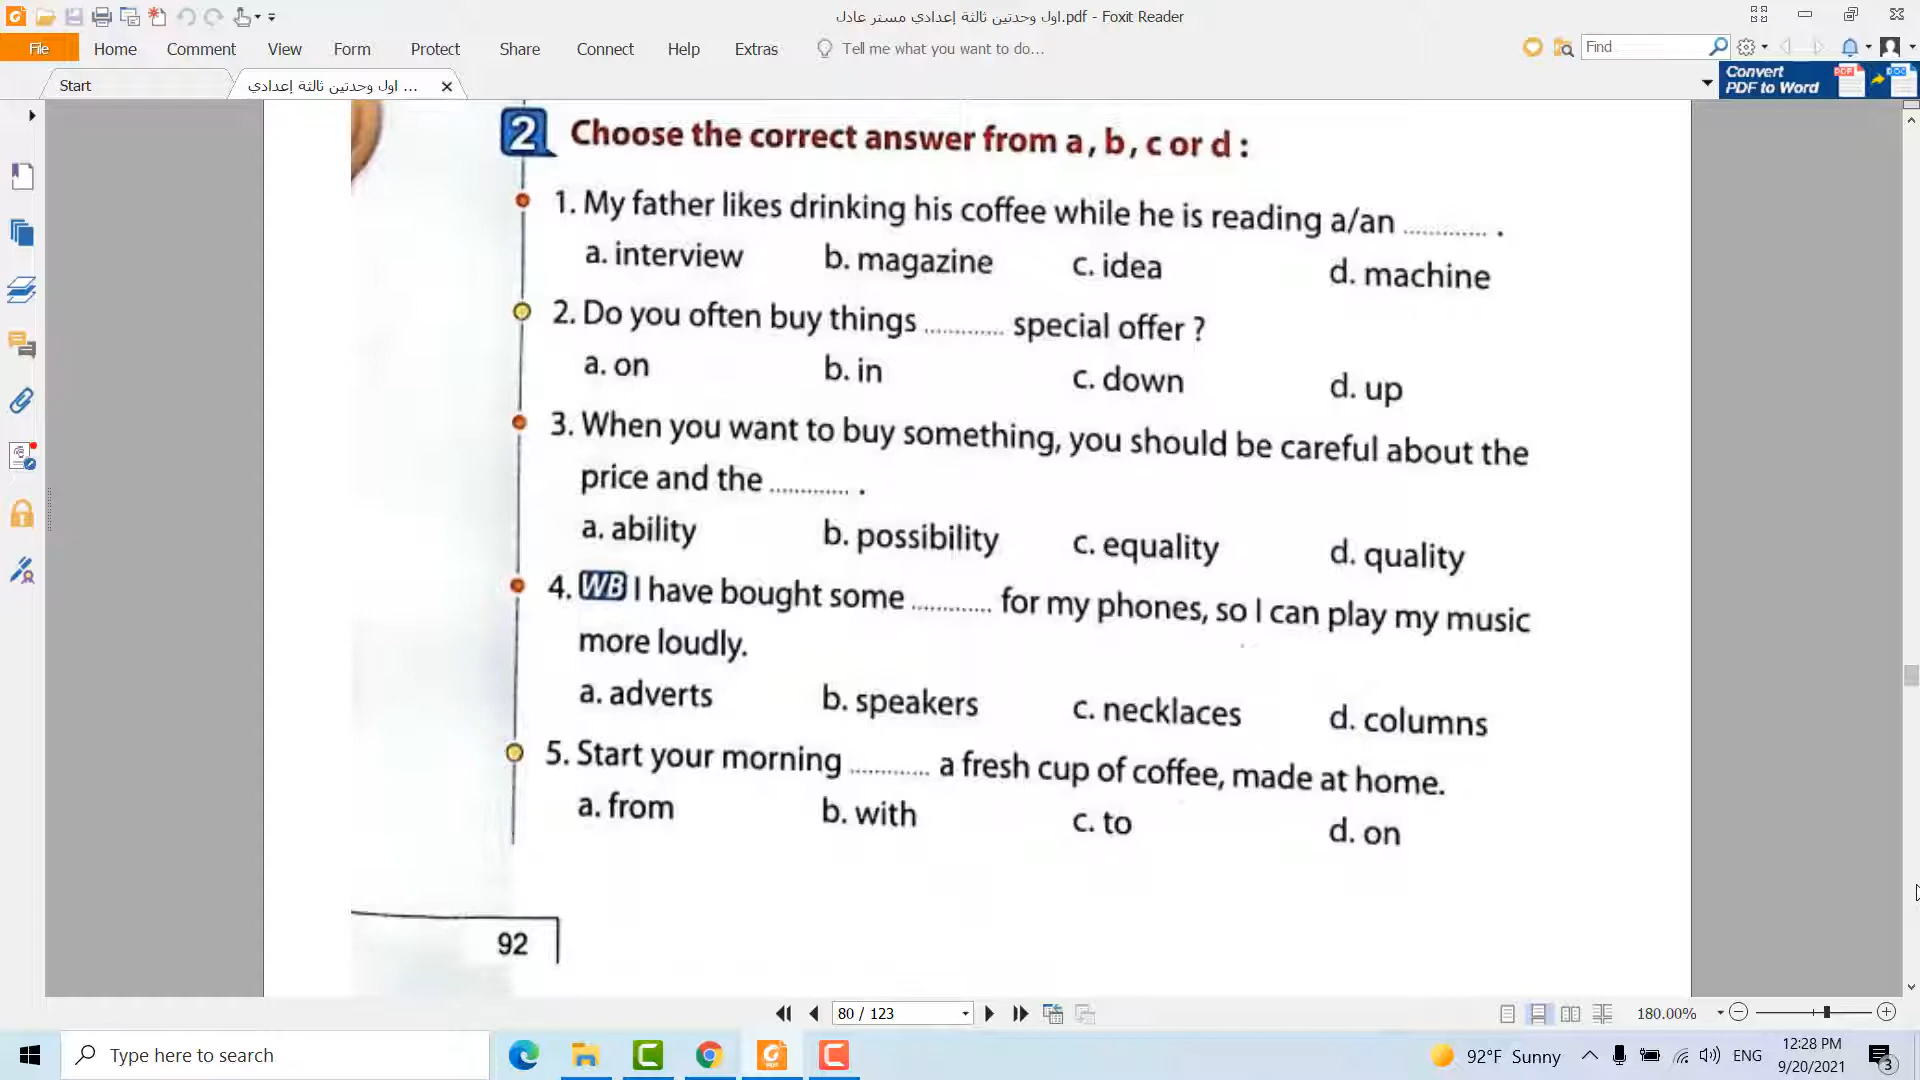 اول وحدتين ثالثة إعدادي مستر عادل.pdf - Foxit Reader
File Home Comment View Form Protect Share Connect Help Extras Tell me what you want to do... Find
Start اول وحدتين ثالثة إعدادي ... Convert
PDF to Word
2 Choose the correct answer from a, b, c or d :
1. My father likes drinking his coffee while he is reading a/an ............ .
a. interview b. magazine c. idea d. machine
2. Do you often buy things ............ special offer ?
a. on b. in c. down d. up
3. When you want to buy something, you should be careful about the
price and the ............ .
a. ability b. possibility c. equality d. quality
4. WB I have bought some ............ for my phones, so I can play my music
more loudly.
a. adverts b. speakers c. necklaces d. columns
5. Start your morning ............ a fresh cup of coffee, made at home.
a. from b. with c. to d. on
92
80 / 123 180.00%
Type here to search 92°F Sunny ENG 12:28 PM
9/20/2021 3